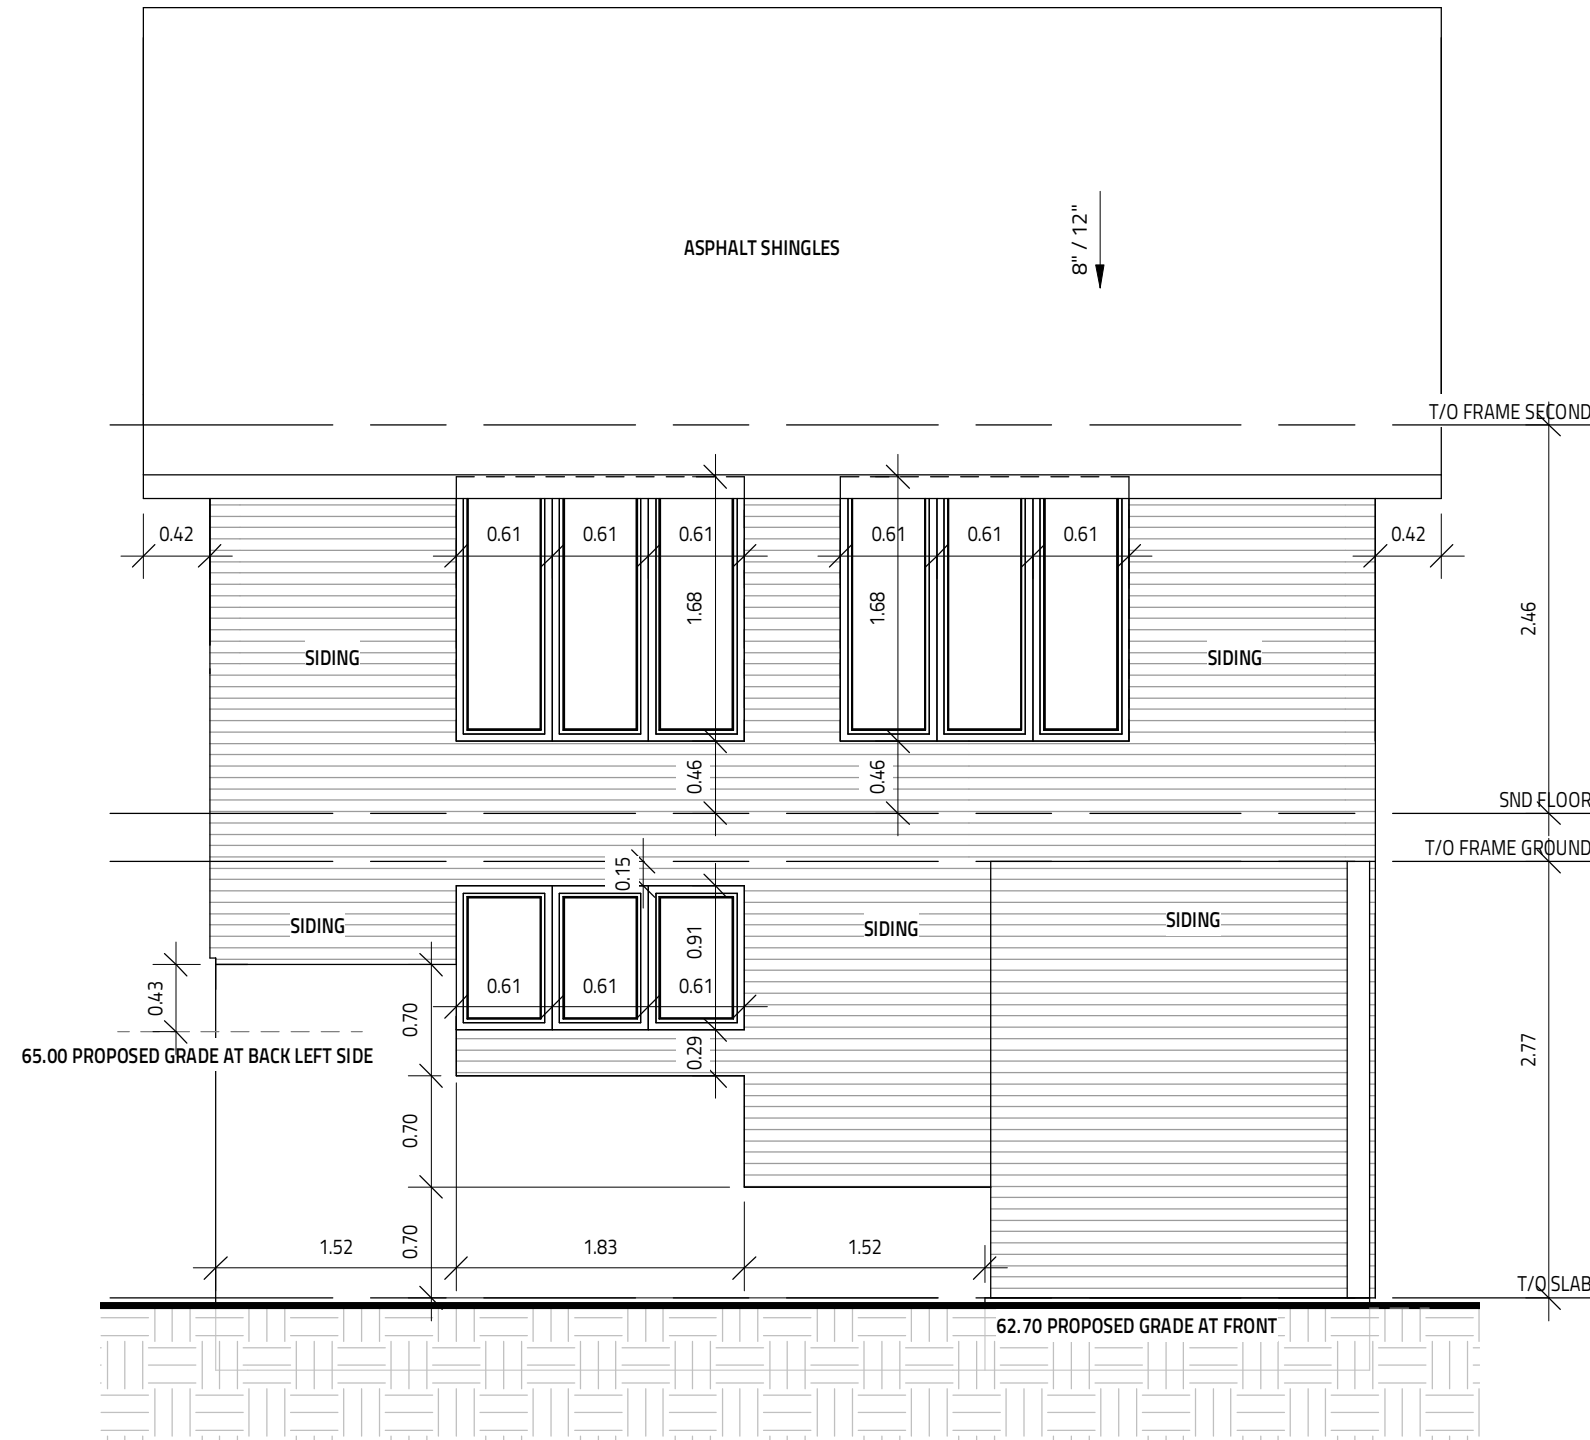 8" / 12"
ASPHALT SHINGLES
T/O FRAME SECOND
0.42
0.61
0.61
0.61
0.61
0.61
0.61
0.42
1.68
1.68
2.46
SIDING
SIDING
0.46
0.46
SND FLOOR
T/O FRAME GROUND
0.15
SIDING
SIDING
SIDING
0.91
0.61
0.61
0.61
0.43
0.70
0.29
65.00 PROPOSED GRADE AT BACK LEFT SIDE
2.77
0.70
0.70
1.52
1.83
1.52
T/O SLAB
62.70 PROPOSED GRADE AT FRONT